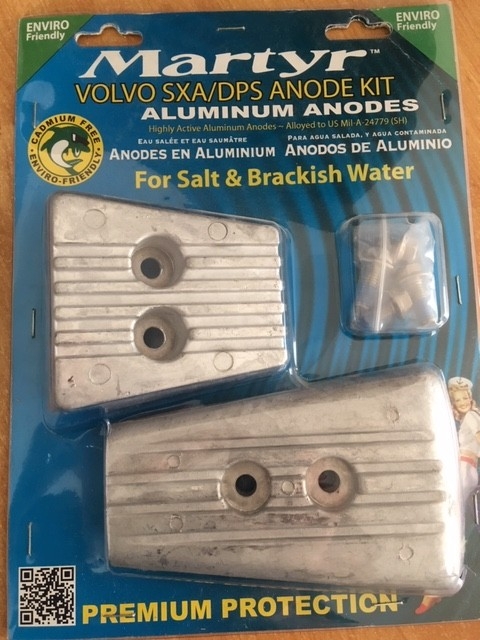 ENVIRO
Friendly
ENVIRO
Friendly
Martyr™
VOLVO SXA/DPS ANODE KIT
ALUMINUM ANODES
Highly Active Aluminum Anodes ~ Alloyed to US Mil-A-24779 (SH)
CADMIUM FREE
ENVIRO-FRIENDLY
EAU SALÉE ET EAU SAUMÂTRE
ANODES EN ALUMINIUM
PARA AGUA SALADA, Y AGUA CONTAMINADA
ANODOS DE ALUMINIO
For Salt & Brackish Water
PREMIUM PROTECTION